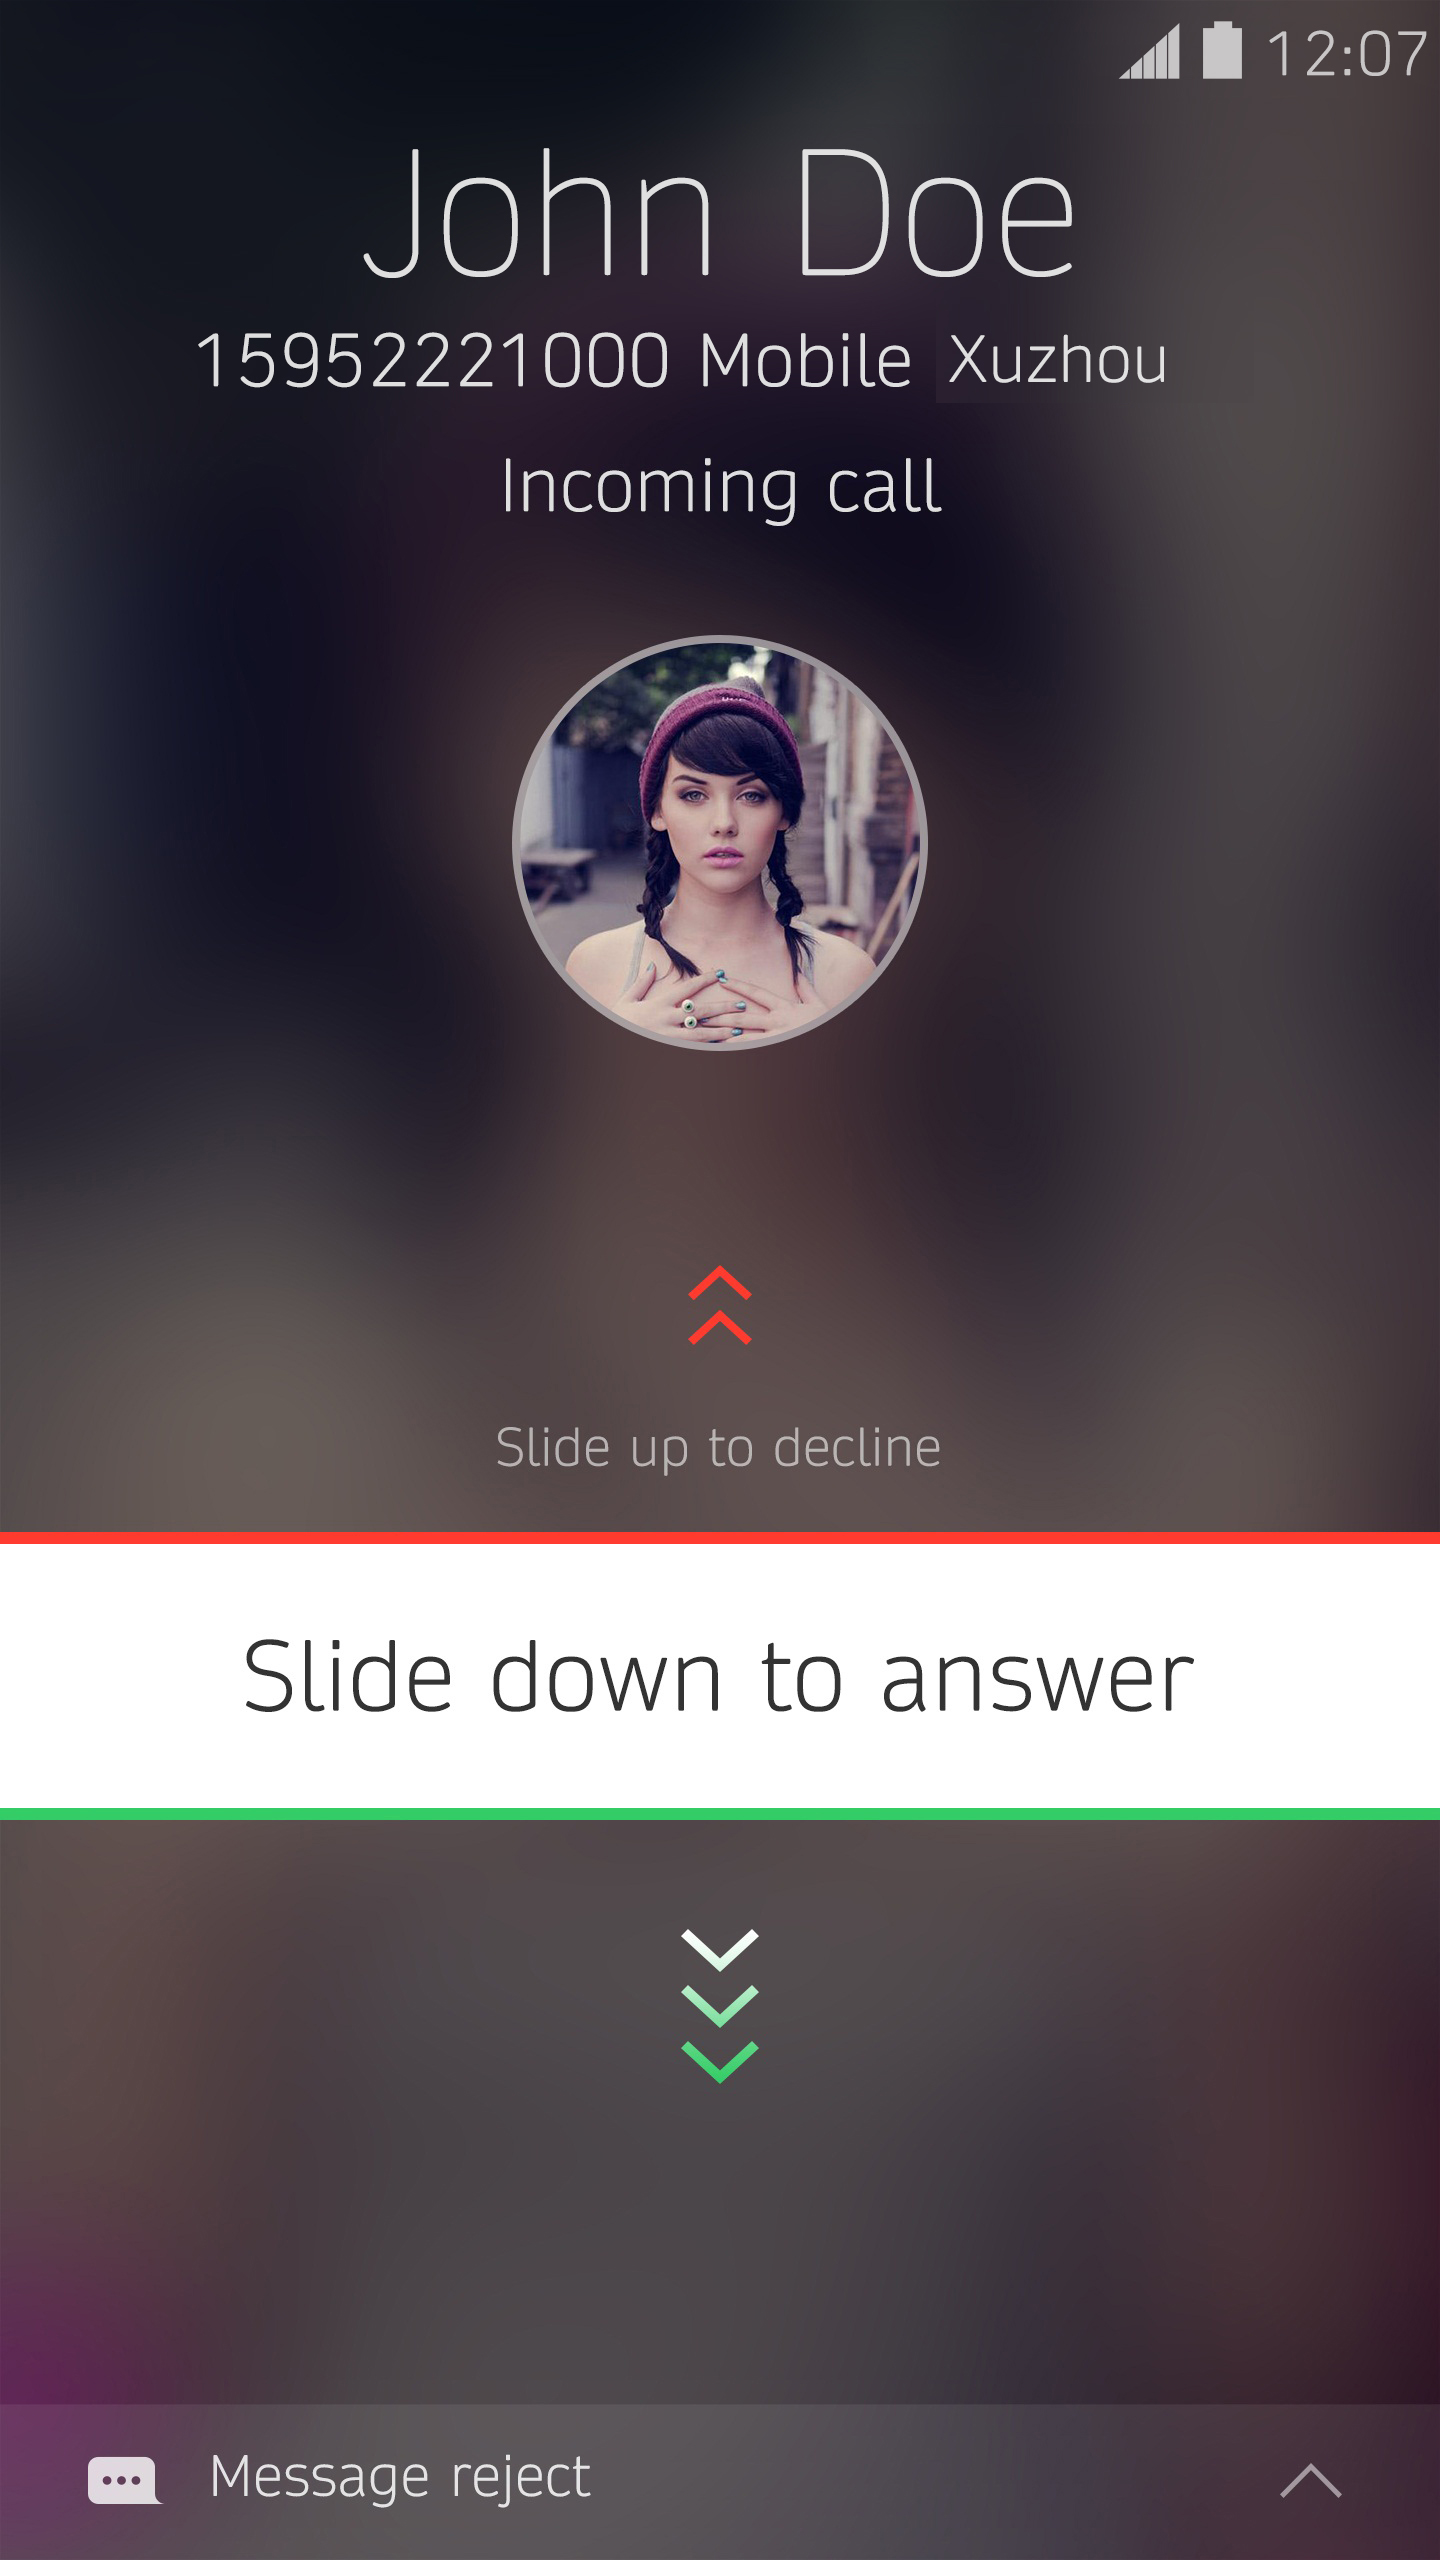 12:07
John Doe
15952221000 Mobile Xuzhou
Incoming call
Slide up to decline
Slide down to answer
Message reject